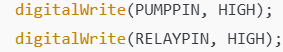 digitalWrite(PUMPPIN, HIGH);
digitalWrite(RELAYPIN, HIGH);